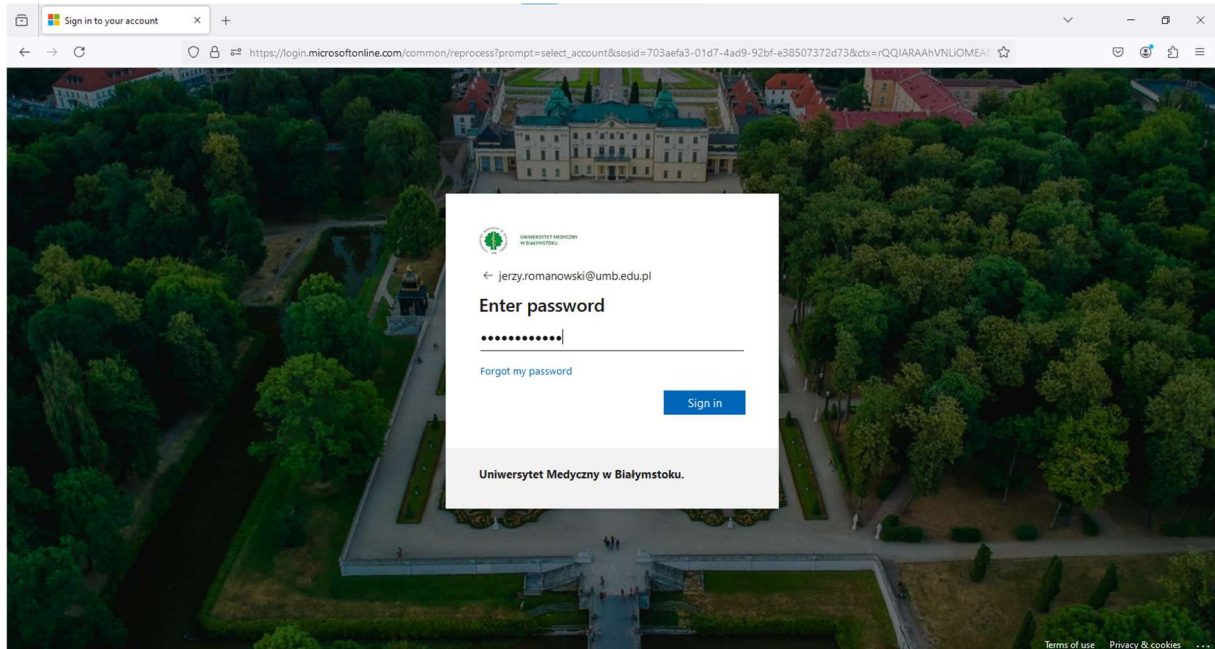 Sign in to your account
https://login.microsoftonline.com/common/reprocess?prompt=select_account&sosid=703aefa3-01d7-4ad9-92bf-e38507372d73&ctx=rQQIARAAhVNLiOMEAE
UNIWERSYTET MEDYCZNY
W BIAŁYMSTOKU
jerzy.romanowski@umb.edu.pl
Enter password
Forgot my password
Sign in
Uniwersytet Medyczny w Białymstoku.
Terms of use Privacy & cookies ...